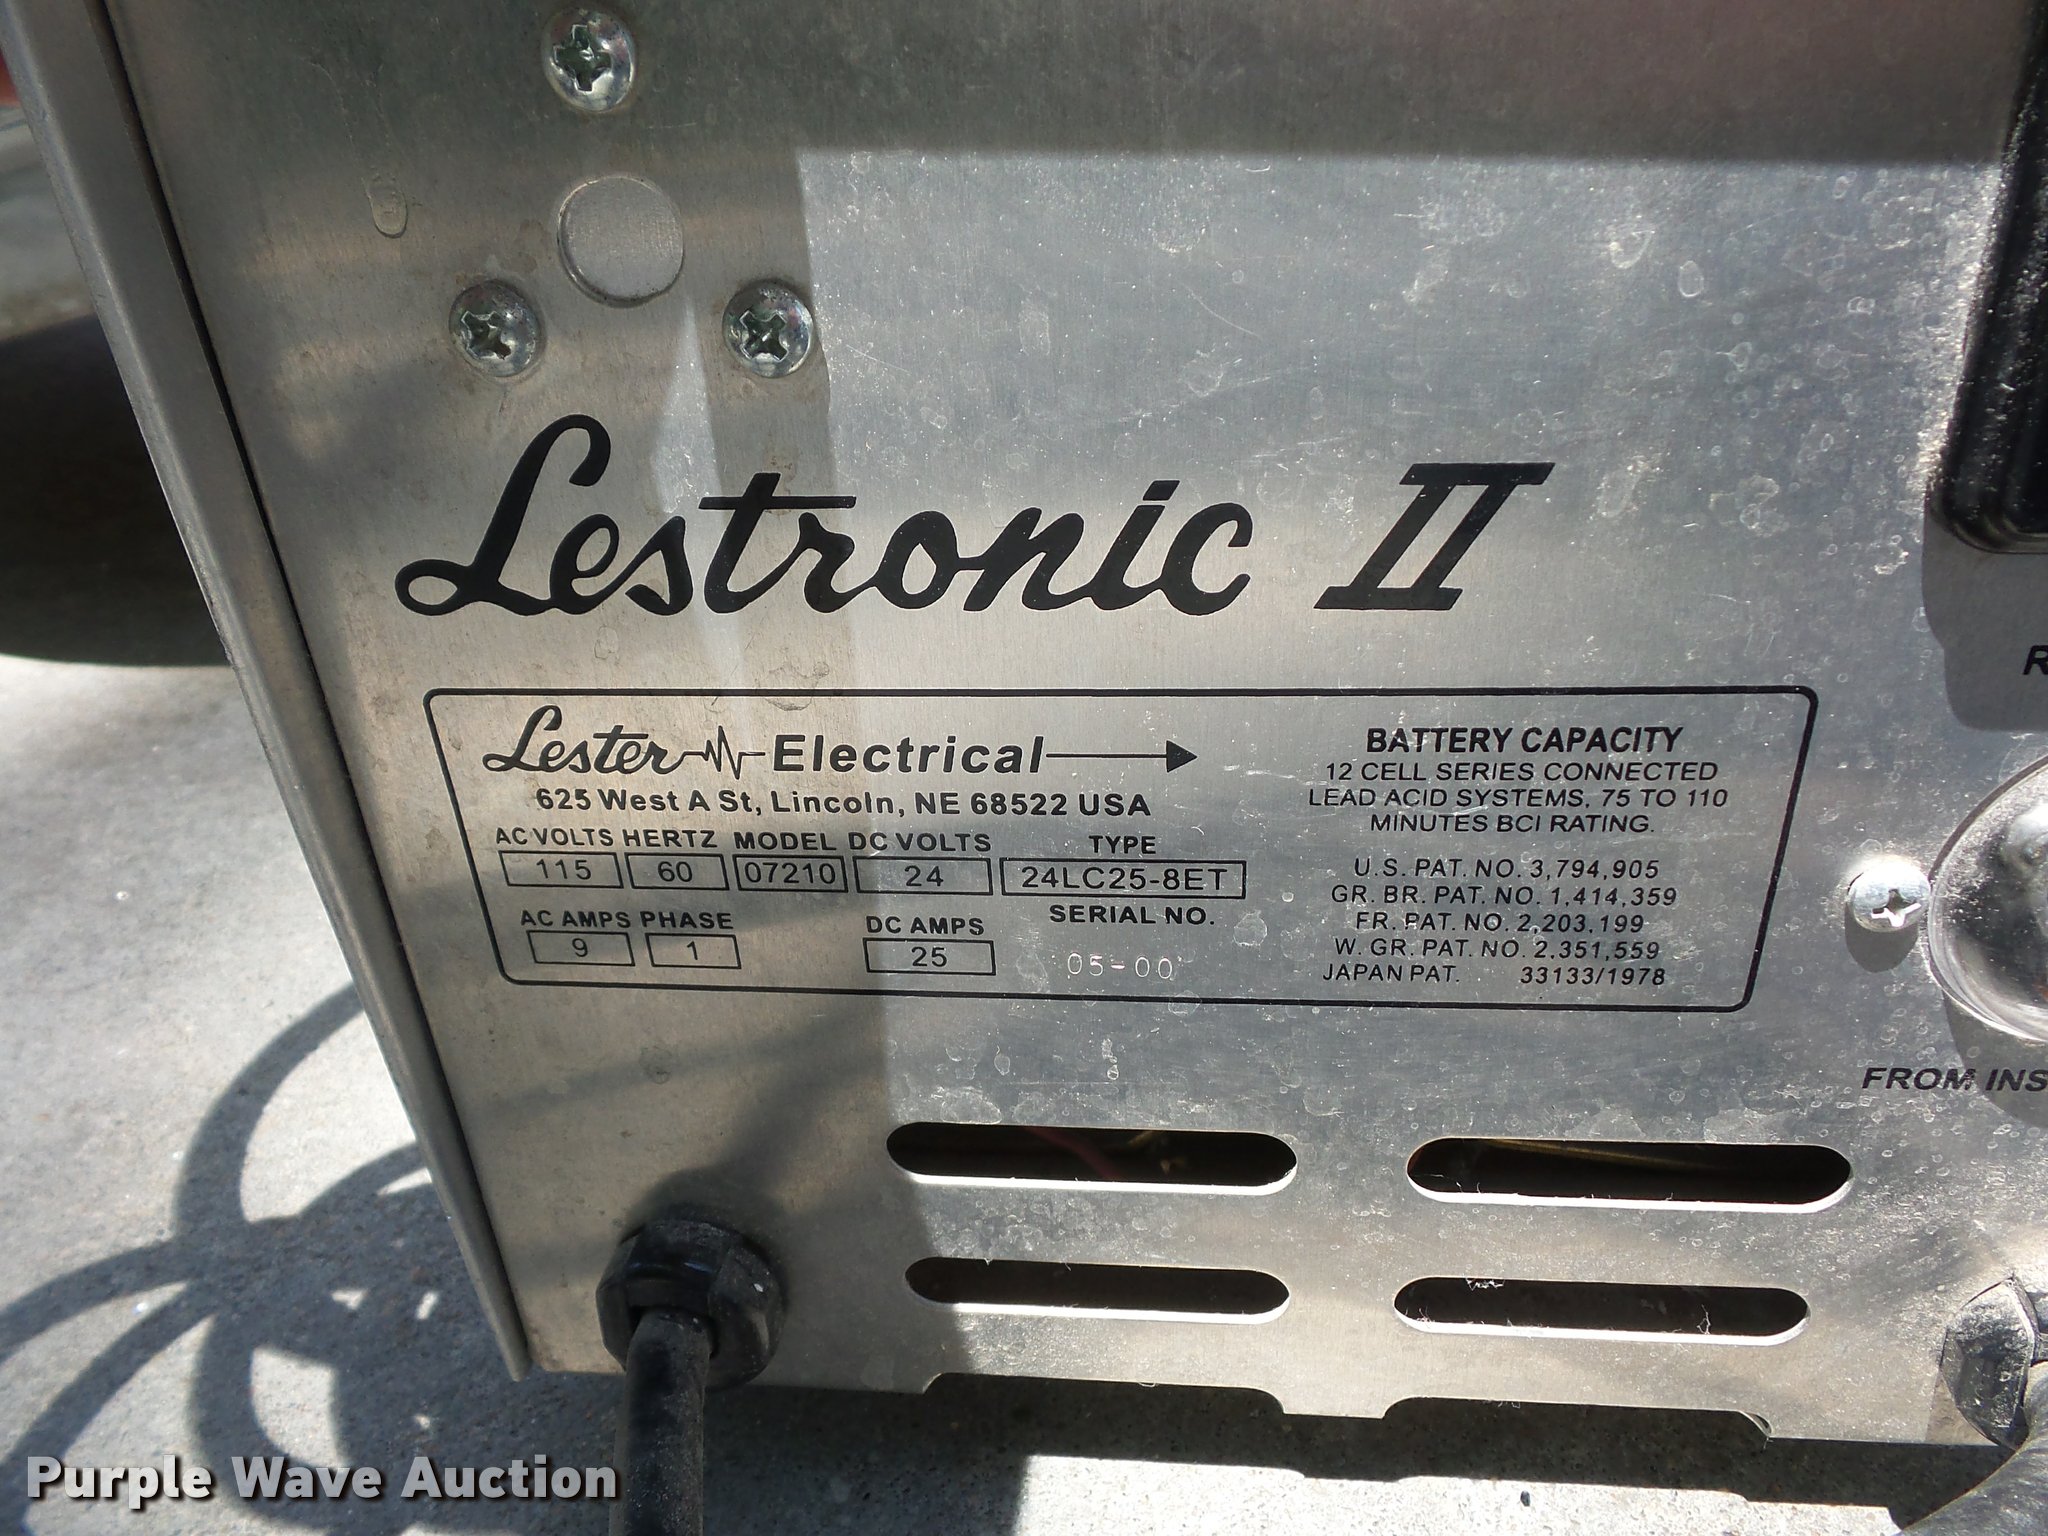 Lestronic II
Lester Electrical
625 West A St, Lincoln, NE 68522 USA
AC VOLTS HERTZ MODEL DC VOLTS TYPE
115 60 07210 24 24LC25-8ET
AC AMPS PHASE DC AMPS SERIAL NO.
9 1 25 05-00
BATTERY CAPACITY
12 CELL SERIES CONNECTED
LEAD ACID SYSTEMS, 75 TO 110
MINUTES BCI RATING.
U.S. PAT. NO. 3,794,905
GR. BR. PAT. NO. 1,414,359
FR. PAT. NO. 2,203,199
W. GR. PAT. NO. 2,351,559
JAPAN PAT. 33133/1978
R
FROM INS
Purple Wave Auction